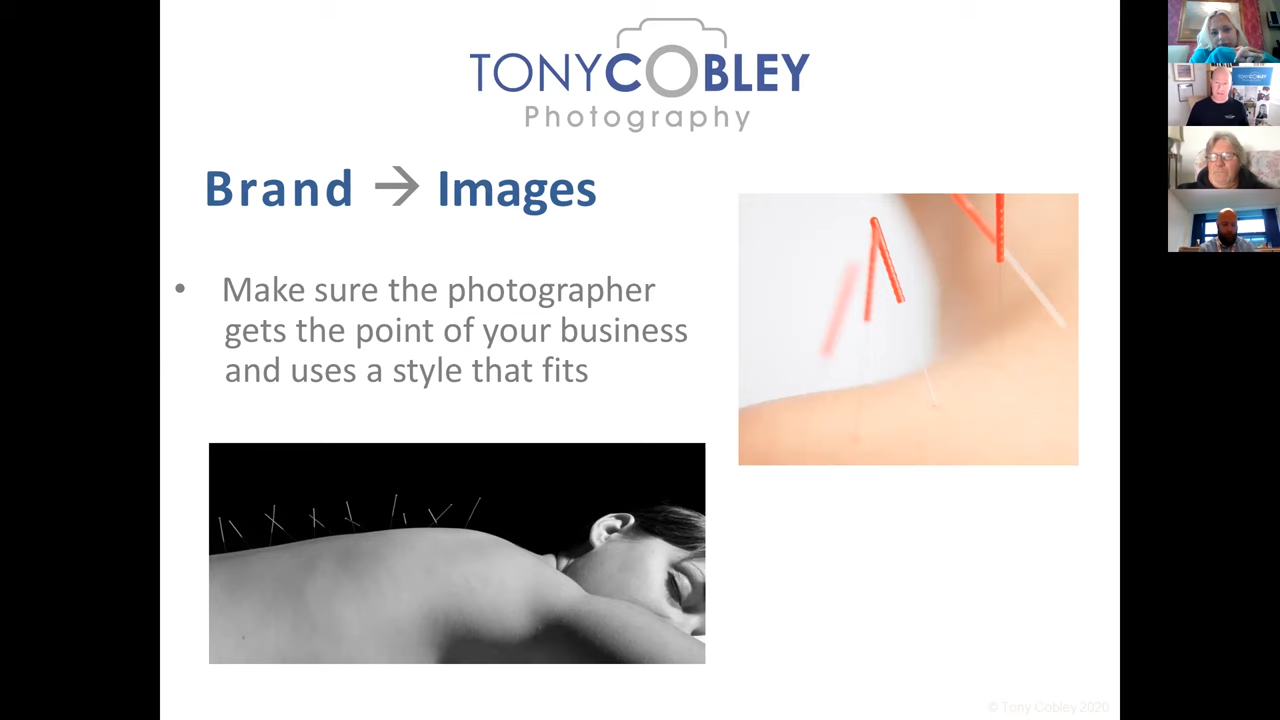 TONYCOBLEY
Photography
Brand → Images
• Make sure the photographer
gets the point of your business
and uses a style that fits
© Tony Cobley 2020
TONYCOBLEY